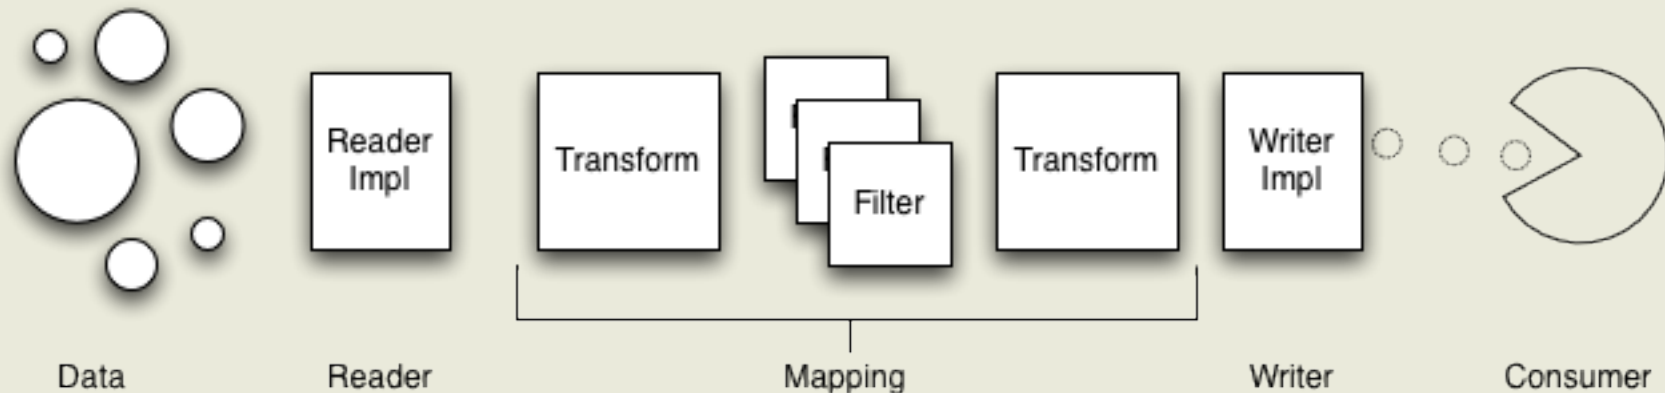 Reader
Impl
Transform
Filter
Transform
Writer
Impl
Data
Reader
Mapping
Writer
Consumer